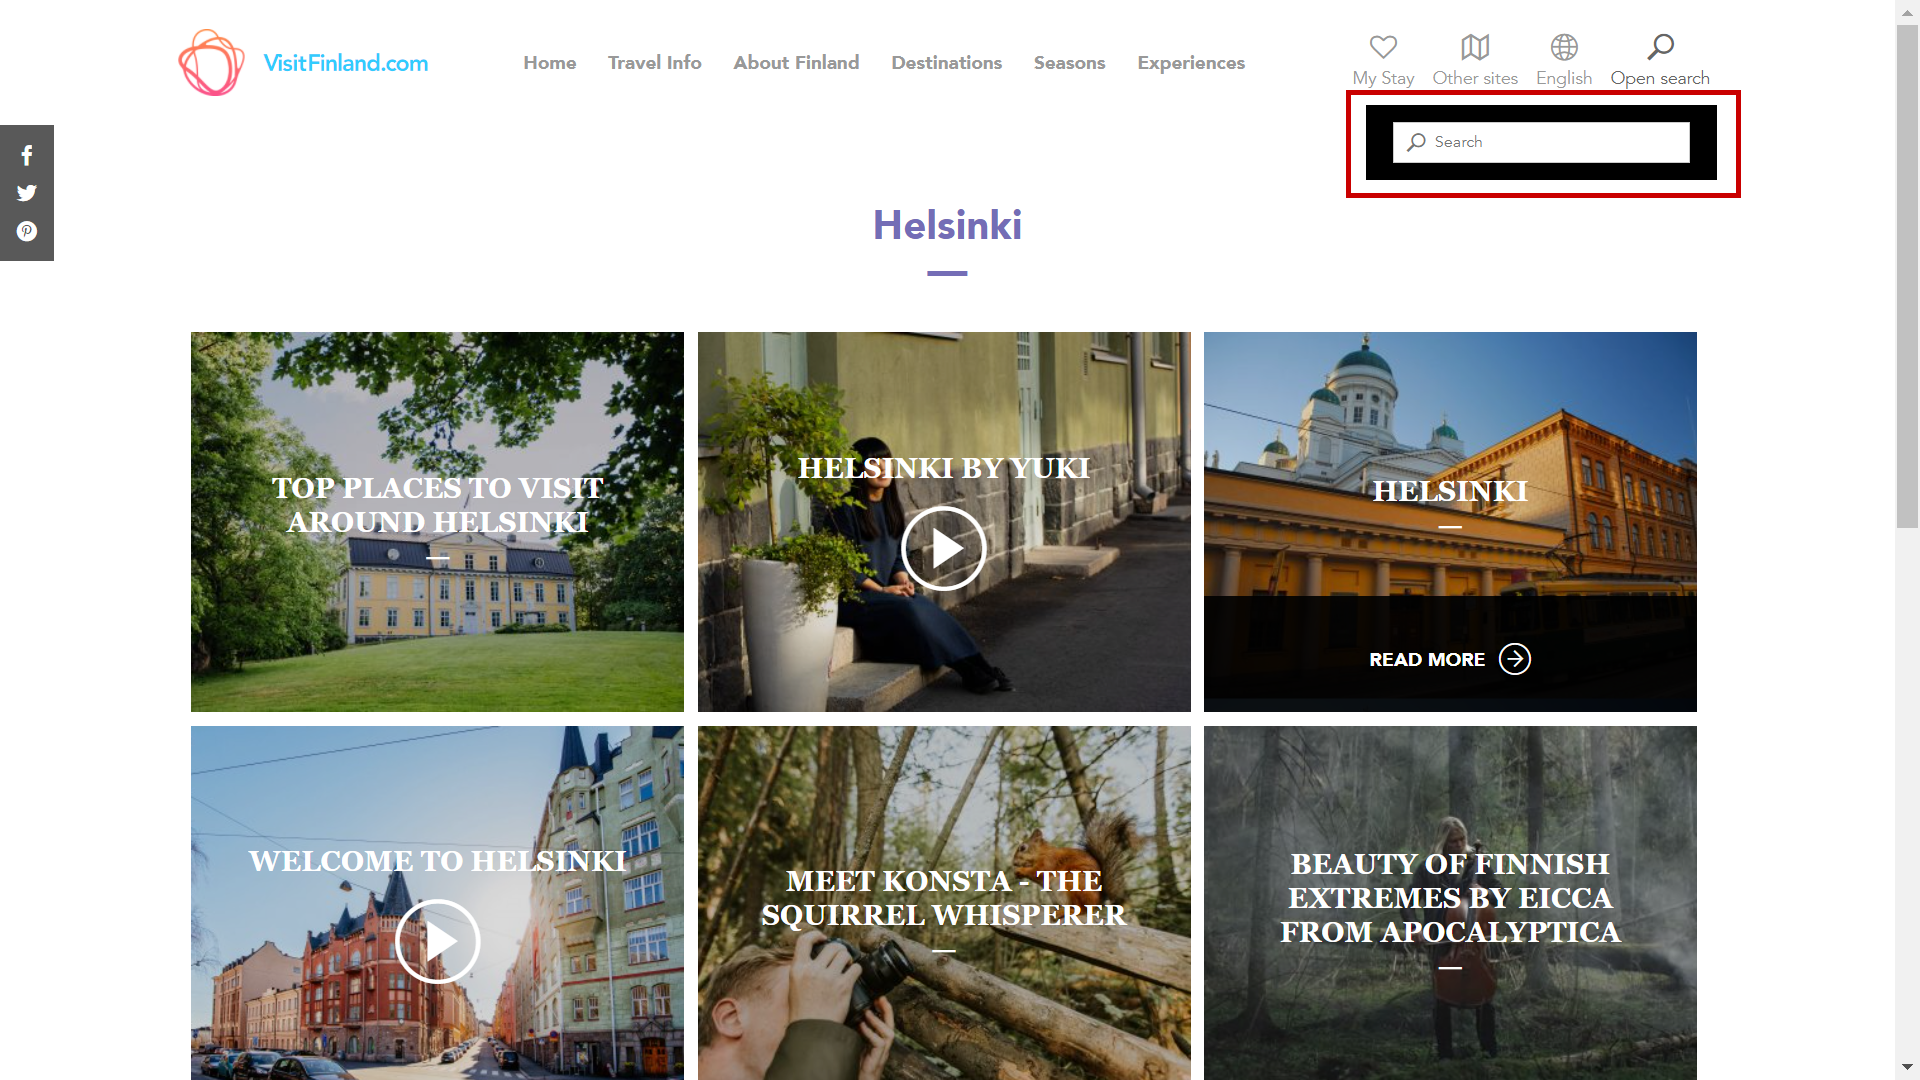 VisitFinland.com
Home Travel Info About Finland Destinations Seasons Experiences
My Stay Other sites English Open search
Search
Helsinki
TOP PLACES TO VISIT
AROUND HELSINKI
HELSINKI BY YUKI
HELSINKI
READ MORE
WELCOME TO HELSINKI
MEET KONSTA - THE
SQUIRREL WHISPERER
BEAUTY OF FINNISH
EXTREMES BY EICCA
FROM APOCALYPTICA